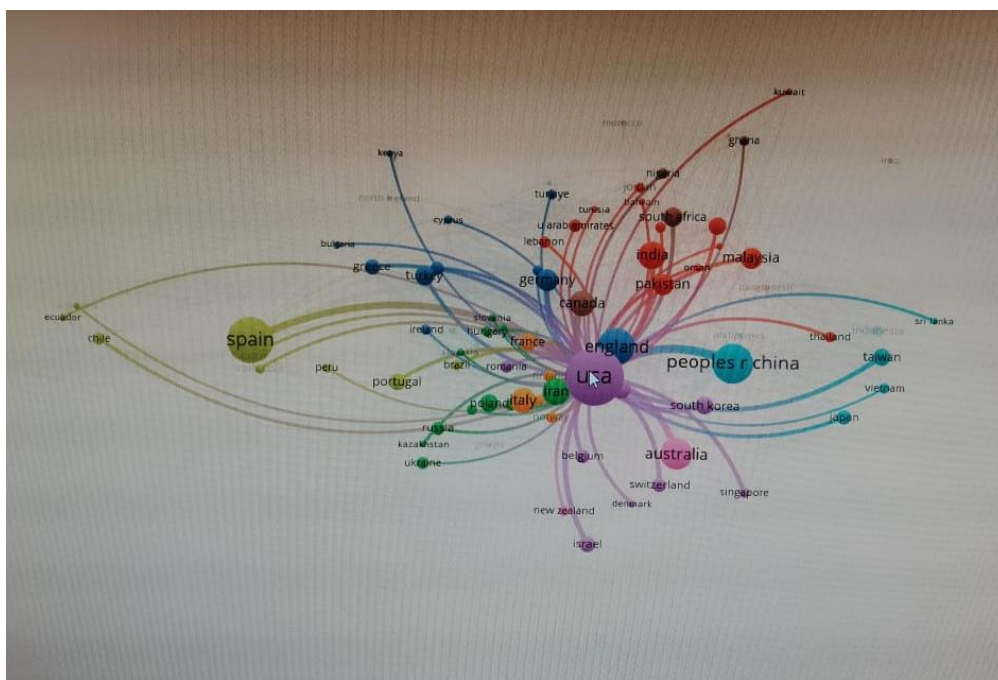 kuwait
morocco
ghana
kenya
iraq
nigeria
jordan
north ireland
turkiye
bahrain
tunisia
south africa
cyprus
u arab emirates
lebanon
bulgaria
india
malaysia
greece
oman
turkey
germany
pakistan
bangladesh
canada
ecuador
slovenia
sri lanka
ireland
hungery
indonesia
chile
spain
philippines
thailand
france
england
croatia
taiwan
brazil
romania
peoples r china
peru
usa
portugal
vietnam
iran
poland
italy
south korea
norway
japan
russia
kazakhstan
australia
belgium
ukraine
switzerland
singapore
denmark
new zealand
israel